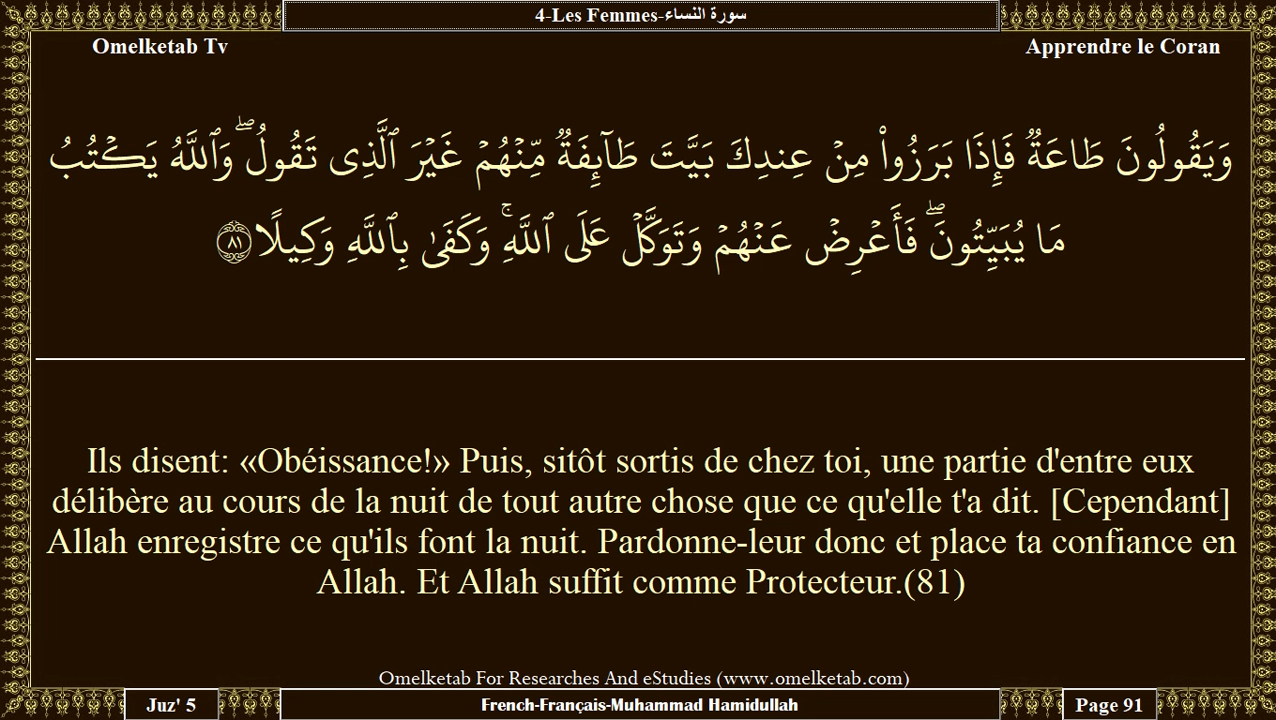 4-Les Femmes-سورة النساء
Omelketab Tv
Apprendre le Coran
وَيَقُولُونَ طَاعَةٌ فَإِذَا بَرَزُوا۟ مِنْ عِندِكَ بَيَّتَ طَآئِفَةٌ مِّنْهُمْ غَيْرَ ٱلَّذِى تَقُولُ ۖ وَٱللَّهُ يَكْتُبُ
مَا يُبَيِّتُونَ ۖ فَأَعْرِضْ عَنْهُمْ وَتَوَكَّلْ عَلَى ٱللَّهِ ۚ وَكَفَىٰ بِٱللَّهِ وَكِيلًا ٨١
Ils disent: «Obéissance!» Puis, sitôt sortis de chez toi, une partie d'entre eux
délibère au cours de la nuit de tout autre chose que ce qu'elle t'a dit. [Cependant]
Allah enregistre ce qu'ils font la nuit. Pardonne-leur donc et place ta confiance en
Allah. Et Allah suffit comme Protecteur.(81)
Omelketab For Researches And eStudies (www.omelketab.com)
Juz' 5
French-Français-Muhammad Hamidullah
Page 91